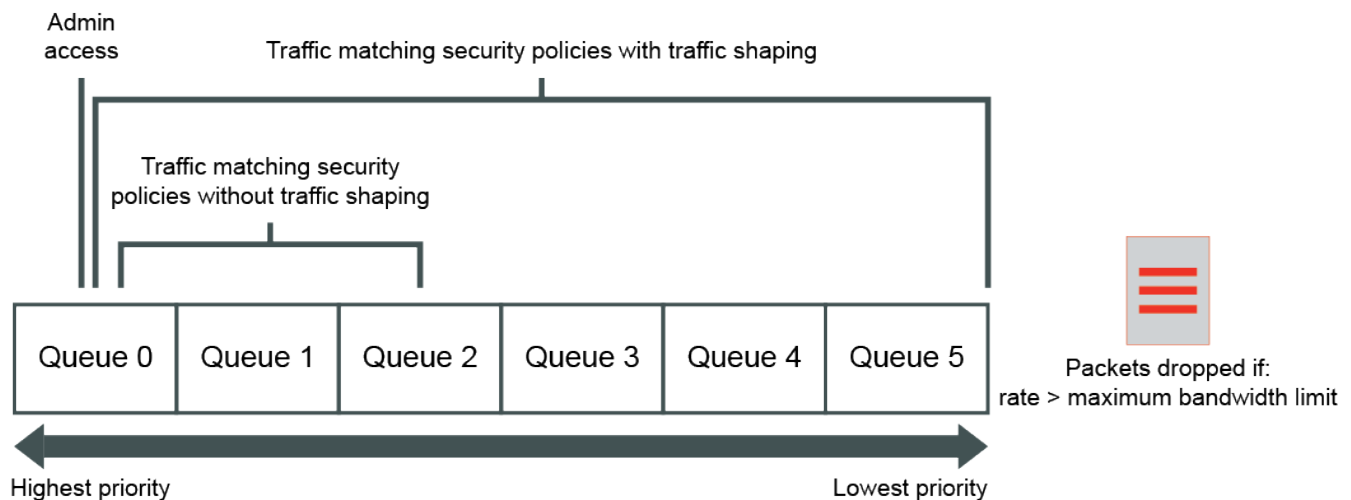 Admin
access
Traffic matching security policies with traffic shaping
Traffic matching security
policies without traffic shaping
Queue 0
Queue 1
Queue 2
Queue 3
Queue 4
Queue 5
Packets dropped if:
rate > maximum bandwidth limit
Highest priority
Lowest priority